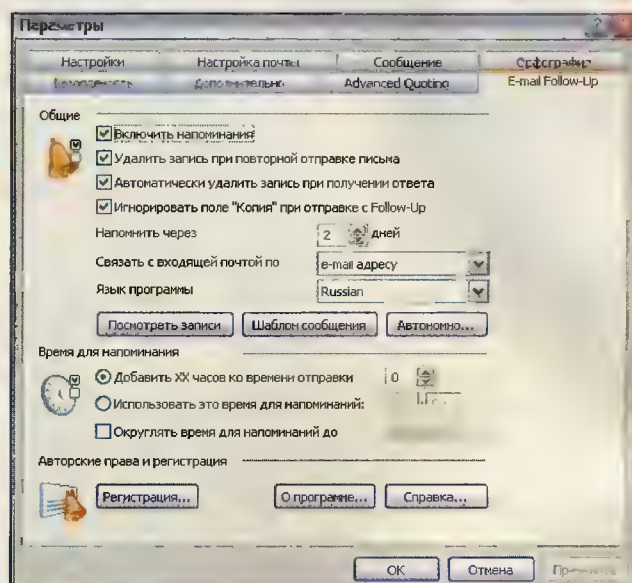 Параметры
Настройки Настройка почты Сообщение Орфография
Безопасность Дополнительно Advanced Quoting E-mail Follow-Up
Общие
Включить напоминания
Удалить запись при повторной отправке письма
Автоматически удалить запись при получении ответа
Игнорировать поле "Копия" при отправке с Follow-Up
Напомнить через 2 дней
Связать с входящей почтой по e-mail адресу
Язык программы Russian
Посмотреть записи Шаблон сообщения Автономно...
Время для напоминания
Добавить XX часов ко времени отправки 0
Использовать это время для напоминаний:
Округлять время для напоминаний до
Авторские права и регистрация
Регистрация... О программе... Справка...
OK Отмена Применить